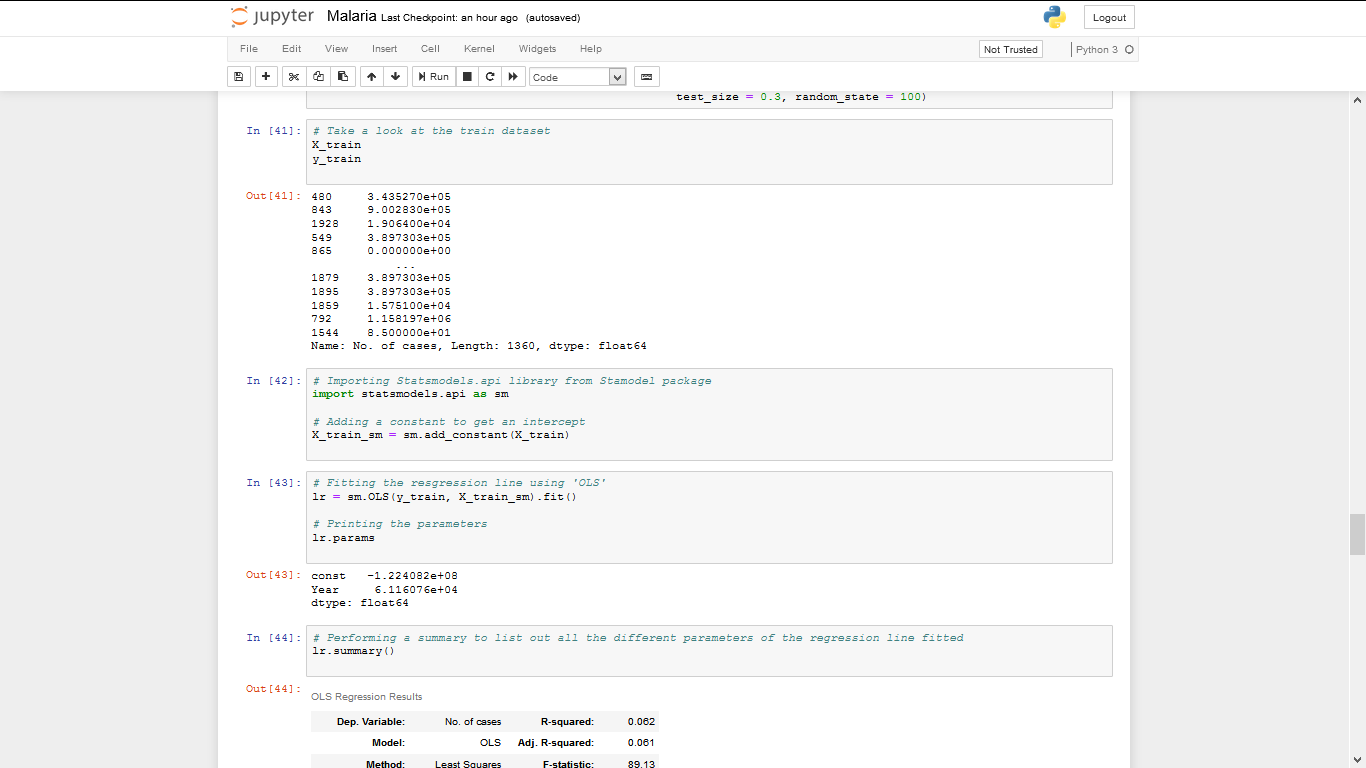 jupyter Malaria Last Checkpoint: an hour ago (autosaved) Logout
File Edit View Insert Cell Kernel Widgets Help Not Trusted Python 3
Run Code
test_size = 0.3, random_state = 100)
In [41]: # Take a look at the train dataset
X_train
y_train
Out[41]: 480 3.435270e+05
843 9.002830e+05
1928 1.906400e+04
549 3.897303e+05
865 0.000000e+00
...
1879 3.897303e+05
1895 3.897303e+05
1859 1.575100e+04
792 1.158197e+06
1544 8.500000e+01
Name: No. of cases, Length: 1360, dtype: float64
In [42]: # Importing Statsmodels.api library from Stamodel package
import statsmodels.api as sm
# Adding a constant to get an intercept
X_train_sm = sm.add_constant(X_train)
In [43]: # Fitting the resgression line using 'OLS'
lr = sm.OLS(y_train, X_train_sm).fit()
# Printing the parameters
lr.params
Out[43]: const -1.224082e+08
Year 6.116076e+04
dtype: float64
In [44]: # Performing a summary to list out all the different parameters of the regression line fitted
lr.summary()
Out[44]: OLS Regression Results
Dep. Variable: No. of cases R-squared: 0.062
Model: OLS Adj. R-squared: 0.061
Method: Least Squares F-statistic: 89.13